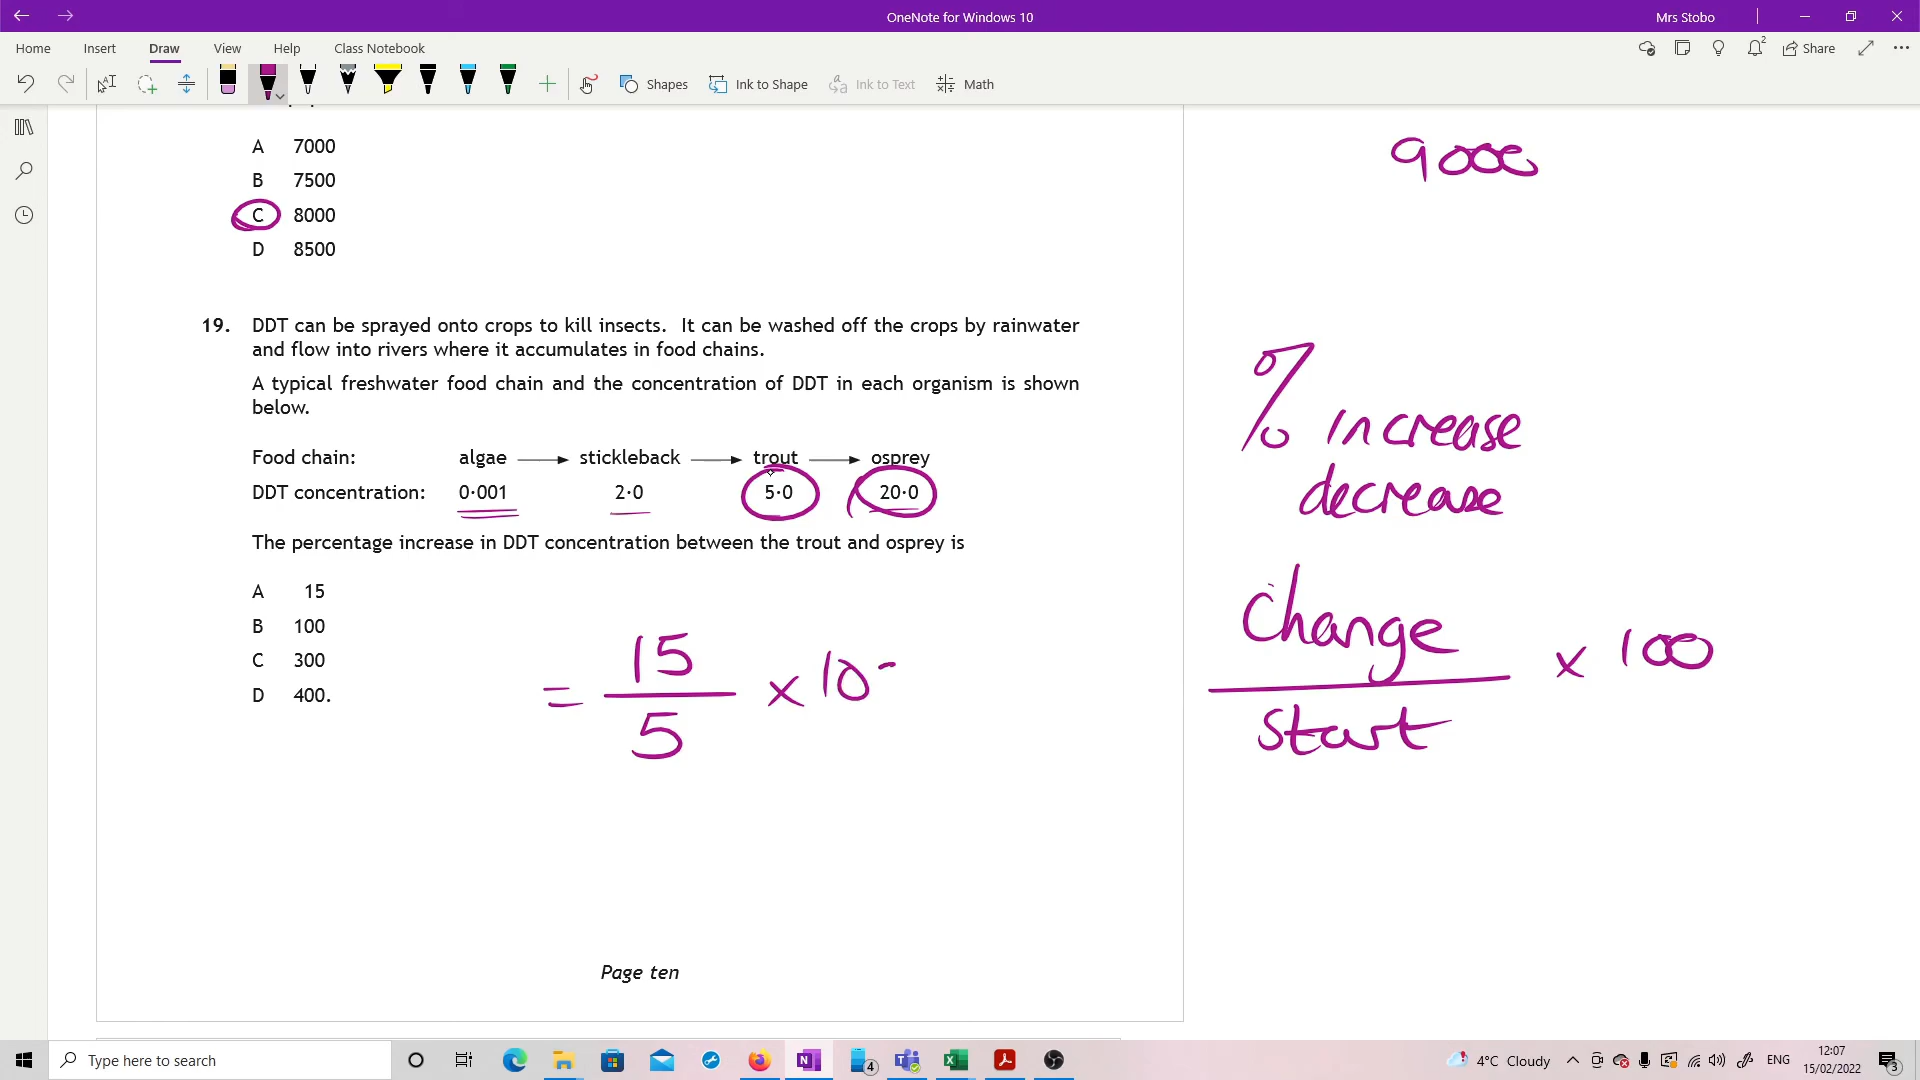 OneNote for Windows 10
Mrs Stobo
Home Insert Draw View Help Class Notebook
2
Share
Shapes Ink to Shape Ink to Text Math
A 7000
B 7500
C 8000
D 8500
9000
19. DDT can be sprayed onto crops to kill insects. It can be washed off the crops by rainwater
and flow into rivers where it accumulates in food chains.
A typical freshwater food chain and the concentration of DDT in each organism is shown
below.
Food chain: algae → stickleback → trout → osprey
DDT concentration: 0·001 2·0 5·0 20·0
The percentage increase in DDT concentration between the trout and osprey is
A 15
B 100
C 300
D 400.
= 15/5 × 10
% increase
decrease
Change
Start
× 100
Page ten
Type here to search
4
4°C Cloudy
ENG
12:07
15/02/2022
3